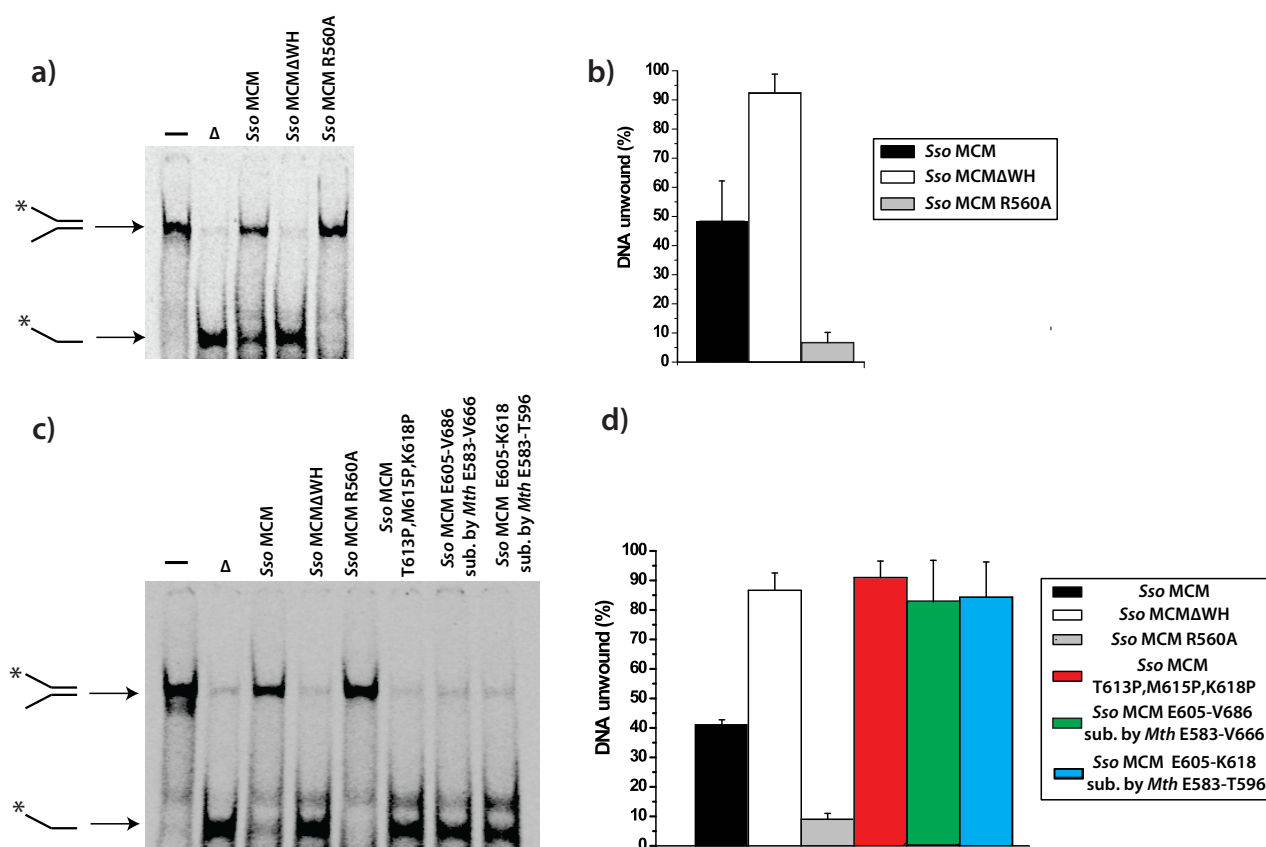 a)
—
Δ
Sso MCM
Sso MCMΔWH
Sso MCM R560A
*
*
b)
DNA unwound (%)
100
90
80
70
60
50
40
30
20
10
0
Sso MCM
Sso MCMΔWH
Sso MCM R560A
c)
—
Δ
Sso MCM
Sso MCMΔWH
Sso MCM R560A
Sso MCM
T613P,M615P,K618P
Sso MCM E605-V686
sub. by Mth E583-V666
Sso MCM E605-K618
sub. by Mth E583-T596
*
*
d)
DNA unwound (%)
100
90
80
70
60
50
40
30
20
10
0
Sso MCM
Sso MCMΔWH
Sso MCM R560A
Sso MCM
T613P,M615P,K618P
Sso MCM E605-V686
sub. by Mth E583-V666
Sso MCM E605-K618
sub. by Mth E583-T596